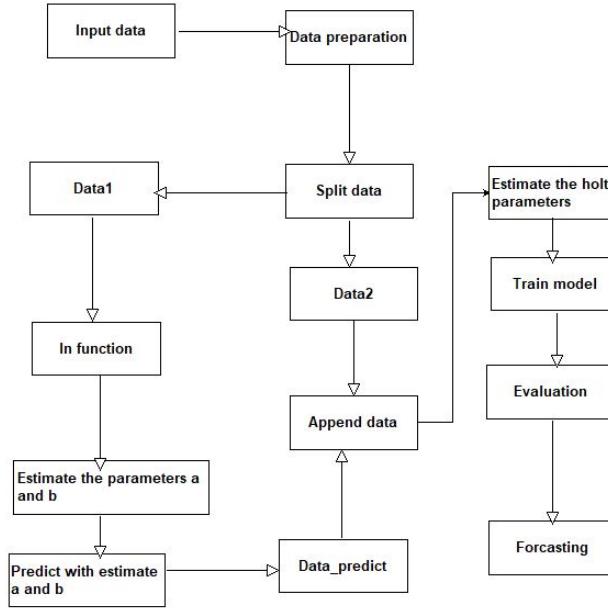 Input data
Data preparation
Data1
Split data
Estimate the holt
parameters
Data2
Train model
In function
Append data
Evaluation
Estimate the parameters a
and b
Predict with estimate
a and b
Data_predict
Forcasting